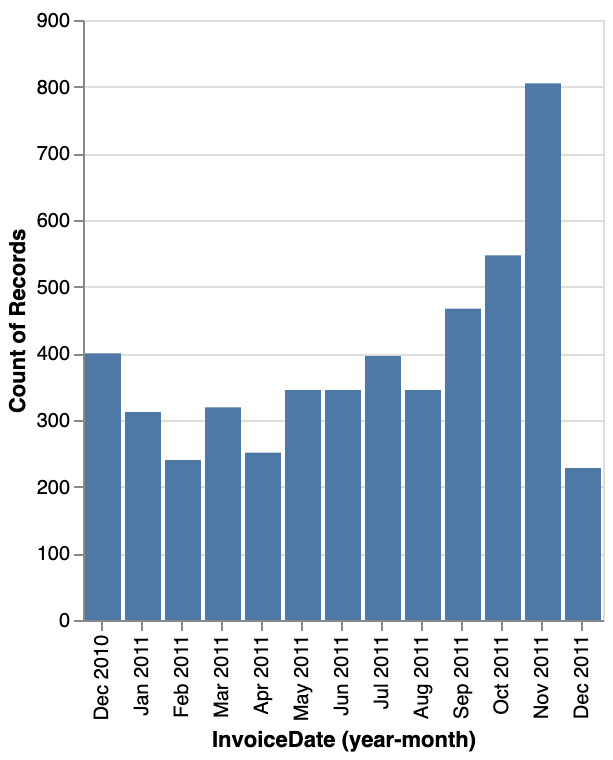 900
800
700
600
500
400
300
200
100
0
Count of Records
Dec 2010
Jan 2011
Feb 2011
Mar 2011
Apr 2011
May 2011
Jun 2011
Jul 2011
Aug 2011
Sep 2011
Oct 2011
Nov 2011
Dec 2011
InvoiceDate (year-month)